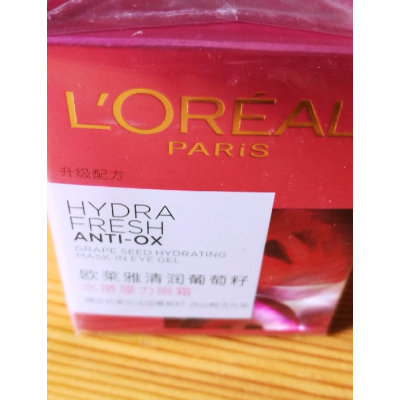 L'ORÉAL
PARIS
升级配方
HYDRA
FRESH
ANTI-OX
GRAPE SEED HYDRATING
MASK-IN EYE GEL
欧莱雅清润葡萄籽
水嫩膜力眼霜